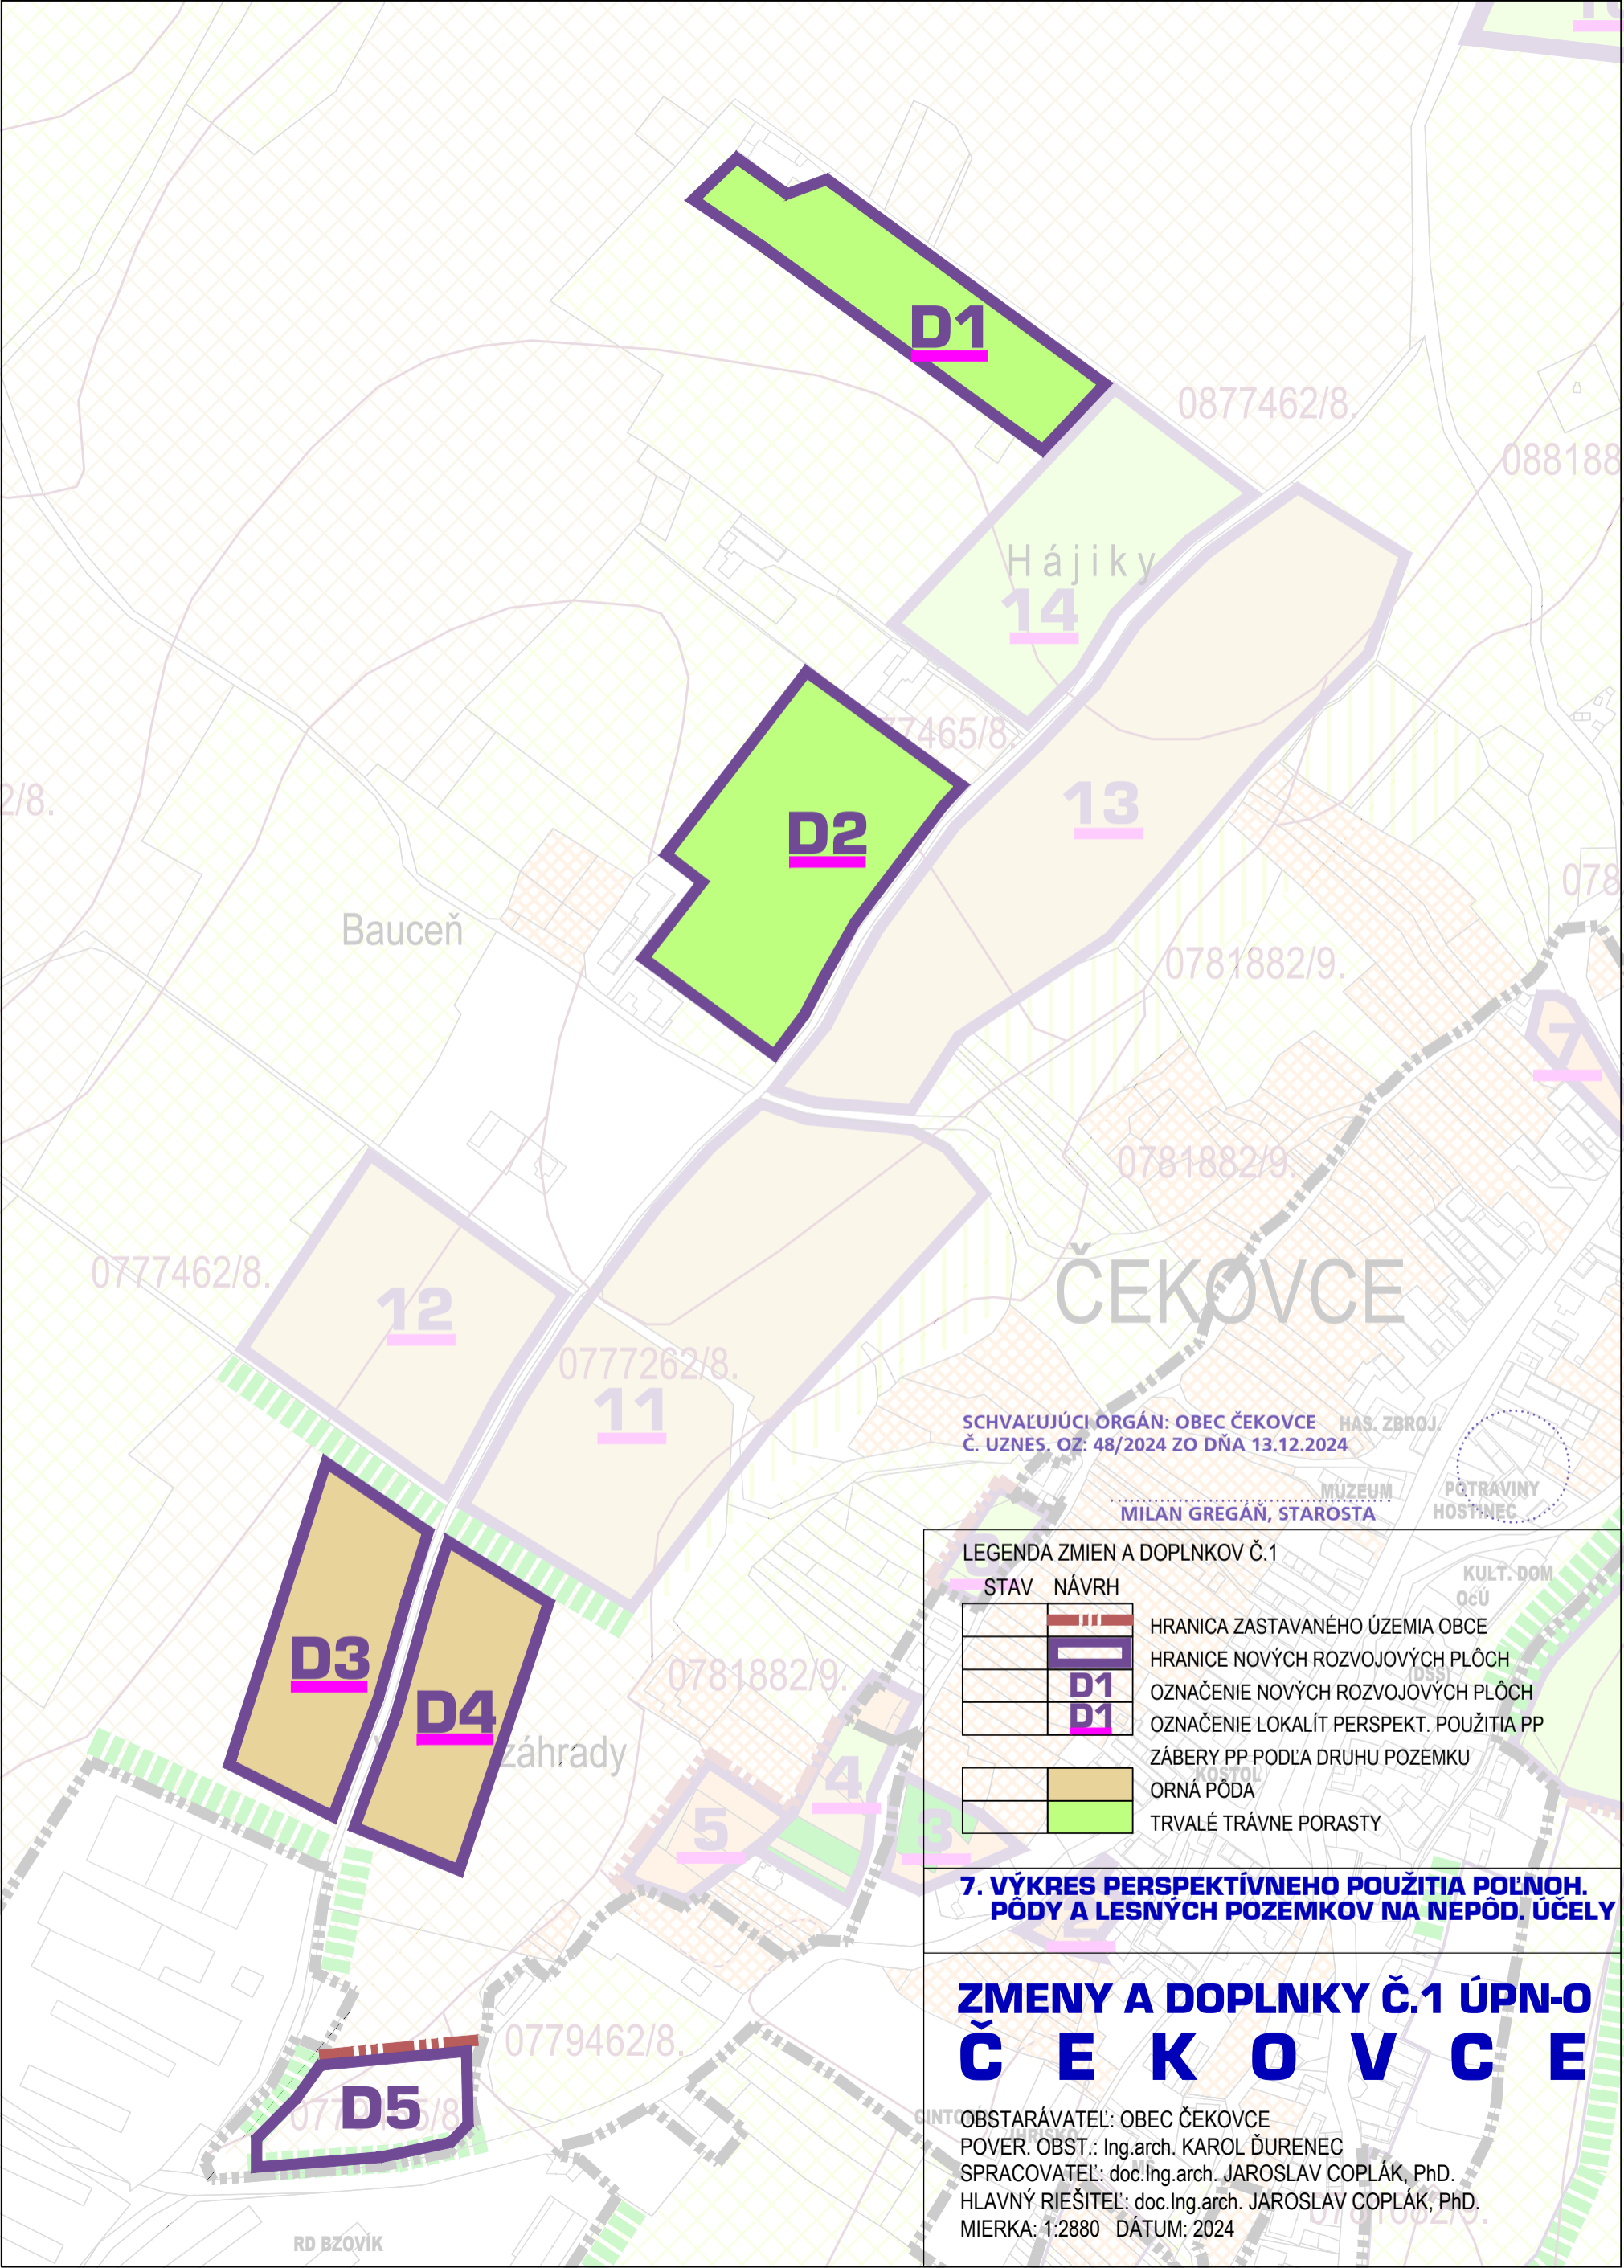 D1
0877462/8.
088188
Hájiky
14
77465/8.
13
D2
2/8.
078
Bauceň
0781882/9.
7
0781882/9.
ČEKOVCE
0777462/8.
12
0777262/8.
11
SCHVAĽUJÚCI ORGÁN: OBEC ČEKOVCE
Č. UZNES. OZ: 48/2024 ZO DŇA 13.12.2024
HAS. ZBROJ.
MÚZEUM
POTRAVINY
HOSTINEC
MILAN GREGÁŇ, STAROSTA
LEGENDA ZMIEN A DOPLNKOV Č.1
STAV NÁVRH
KULT. DOM
OcÚ
HRANICA ZASTAVANÉHO ÚZEMIA OBCE
HRANICE NOVÝCH ROZVOJOVÝCH PLÔCH
(DSS)
D1 OZNAČENIE NOVÝCH ROZVOJOVÝCH PLÔCH
D1 OZNAČENIE LOKALÍT PERSPEKT. POUŽITIA PP
ZÁBERY PP PODĽA DRUHU POZEMKU
KOSTOL
ORNÁ PÔDA
TRVALÉ TRÁVNE PORASTY
D3
D4
záhrady
0781882/9.
4
5
3
7. VÝKRES PERSPEKTÍVNEHO POUŽITIA POĽNOH.
PÔDY A LESNÝCH POZEMKOV NA NEPÔD. ÚČELY
ZMENY A DOPLNKY Č.1 ÚPN-O
ČEKOVCE
0779462/8.
D5
OBSTARÁVATEĽ: OBEC ČEKOVCE
POVER. OBST.: Ing.arch. KAROL ĎURENEC
SPRACOVATEĽ: doc.Ing.arch. JAROSLAV COPLÁK, PhD.
HLAVNÝ RIEŠITEĽ: doc.Ing.arch. JAROSLAV COPLÁK, PhD.
MIERKA: 1:2880 DÁTUM: 2024
RD BZOVÍK